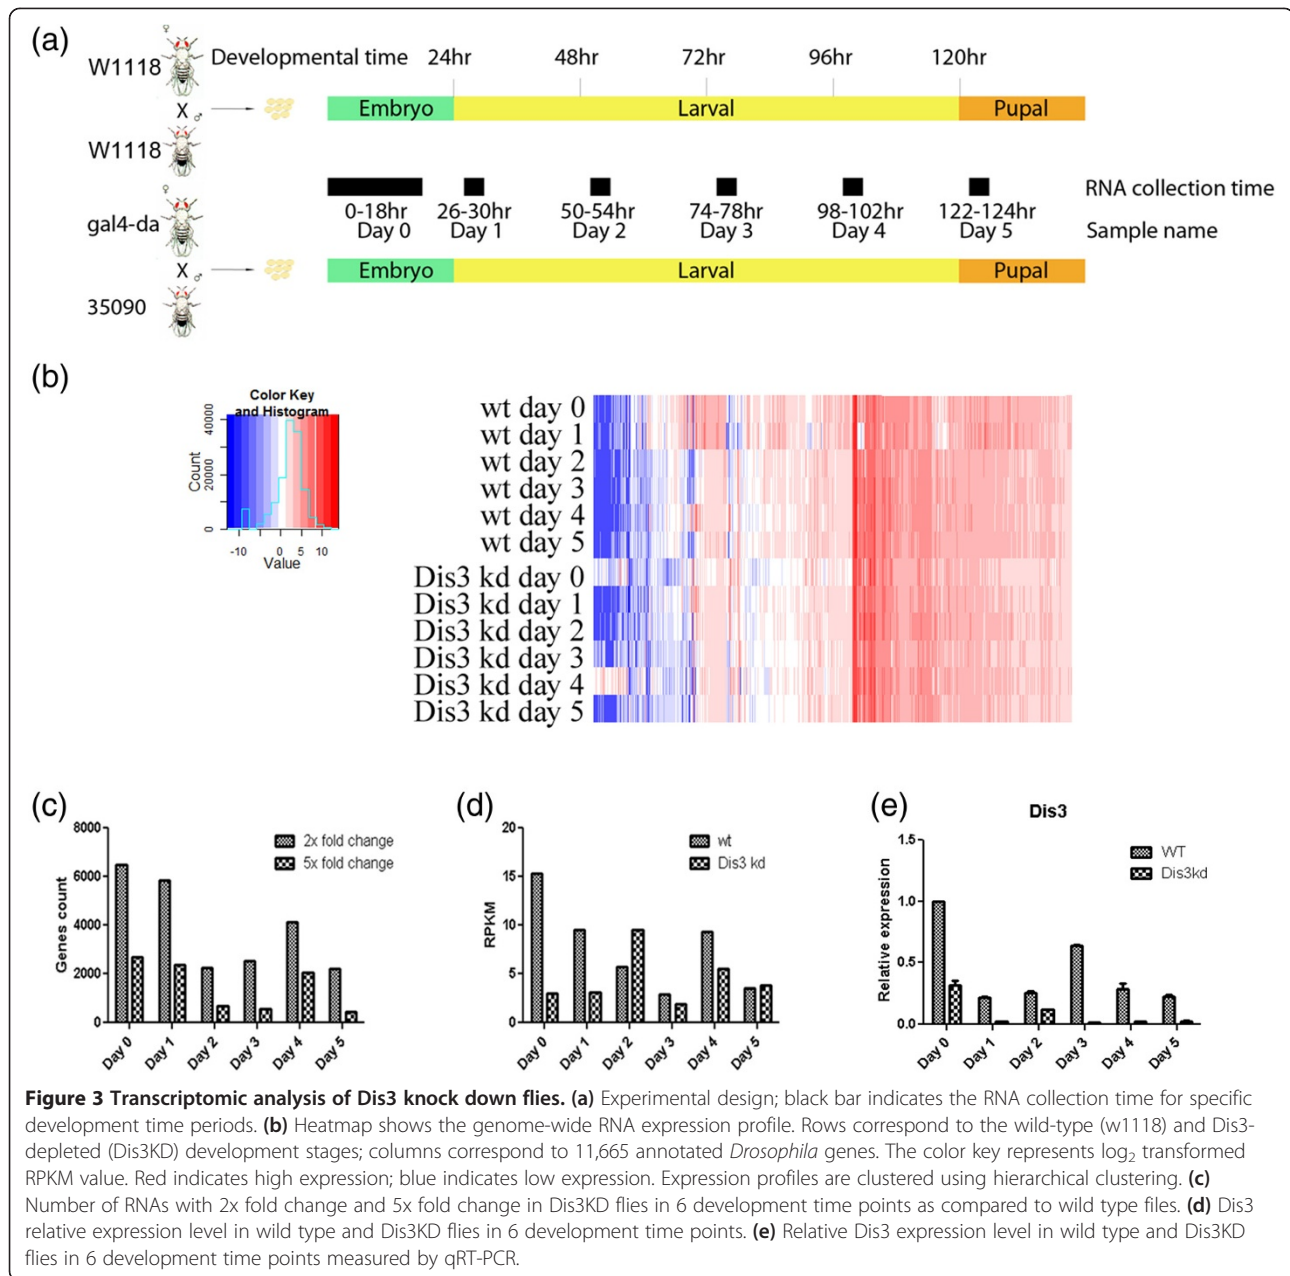 (a)
♀
W1118
X ♂
W1118
Developmental time 24hr 48hr 72hr 96hr 120hr
Embryo Larval Pupal
RNA collection time
0-18hr 26-30hr 50-54hr 74-78hr 98-102hr 122-124hr
Day 0 Day 1 Day 2 Day 3 Day 4 Day 5 Sample name
♀
gal4-da
X ♂
35090
Embryo Larval Pupal
(b)
Color Key
and Histogram
Count
0 20000 40000
-10 0 5 10
Value
wt day 0
wt day 1
wt day 2
wt day 3
wt day 4
wt day 5
Dis3 kd day 0
Dis3 kd day 1
Dis3 kd day 2
Dis3 kd day 3
Dis3 kd day 4
Dis3 kd day 5
(c)
8000
6000
4000
2000
0
Genes count
2x fold change
5x fold change
Day 0 Day 1 Day 2 Day 3 Day 4 Day 5
(d)
20
15
10
5
0
RPKM
wt
Dis3 kd
Day 0 Day 1 Day 2 Day 3 Day 4 Day 5
(e)
Dis3
1.5
1.0
0.5
0.0
Relative expression
WT
Dis3kd
Day 0 Day 1 Day 2 Day 3 Day 4 Day 5
Figure 3 Transcriptomic analysis of Dis3 knock down flies. (a) Experimental design; black bar indicates the RNA collection time for specific
development time periods. (b) Heatmap shows the genome-wide RNA expression profile. Rows correspond to the wild-type (w1118) and Dis3-
depleted (Dis3KD) development stages; columns correspond to 11,665 annotated Drosophila genes. The color key represents log2 transformed
RPKM value. Red indicates high expression; blue indicates low expression. Expression profiles are clustered using hierarchical clustering. (c)
Number of RNAs with 2x fold change and 5x fold change in Dis3KD flies in 6 development time points as compared to wild type files. (d) Dis3
relative expression level in wild type and Dis3KD flies in 6 development time points. (e) Relative Dis3 expression level in wild type and Dis3KD
flies in 6 development time points measured by qRT-PCR.